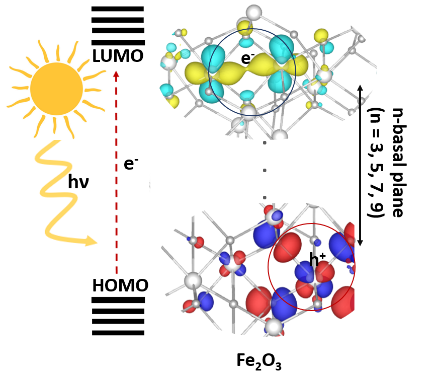 LUMO
e-
hν
e-
n-basal plane
(n = 3, 5, 7, 9)
h+
HOMO
Fe₂O₃